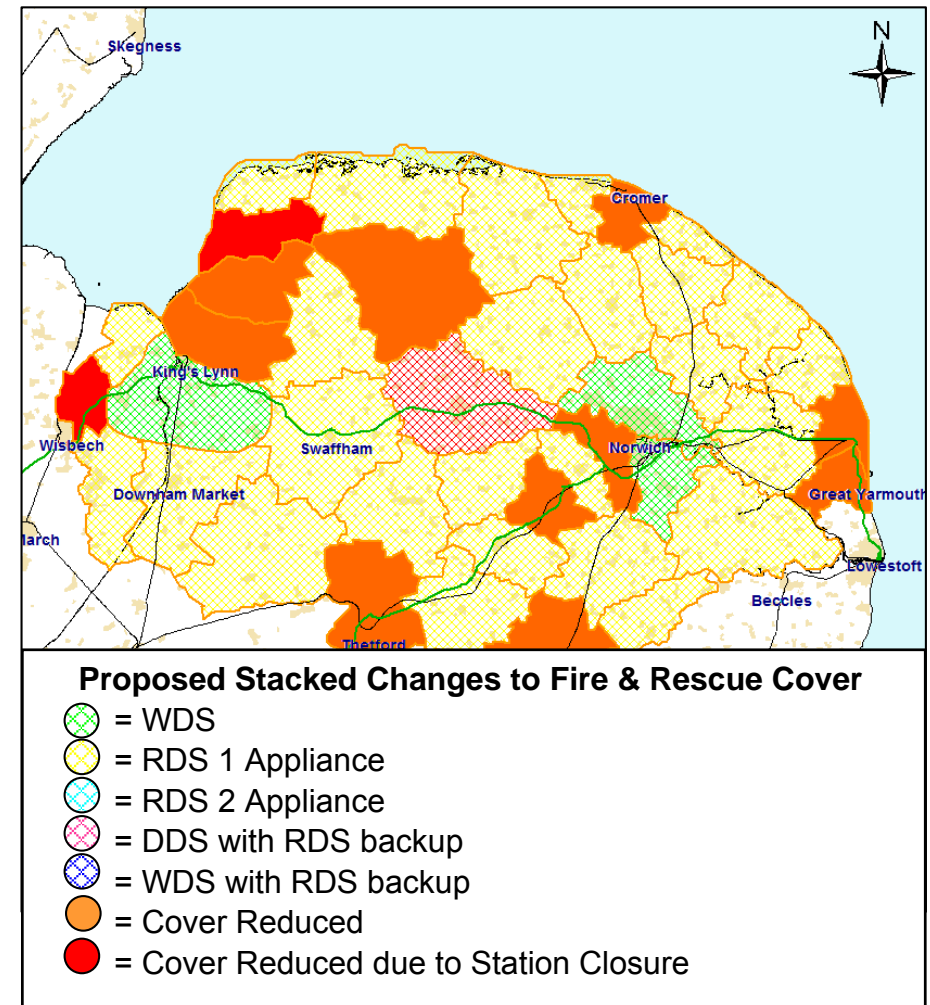 Skegness
N
Cromer
King's Lynn
Wisbech
Swaffham
Norwich
Downham Market
Great Yarmouth
March
Lowestoft
Beccles
Thetford
Proposed Stacked Changes to Fire & Rescue Cover
= WDS
= RDS 1 Appliance
= RDS 2 Appliance
= DDS with RDS backup
= WDS with RDS backup
= Cover Reduced
= Cover Reduced due to Station Closure